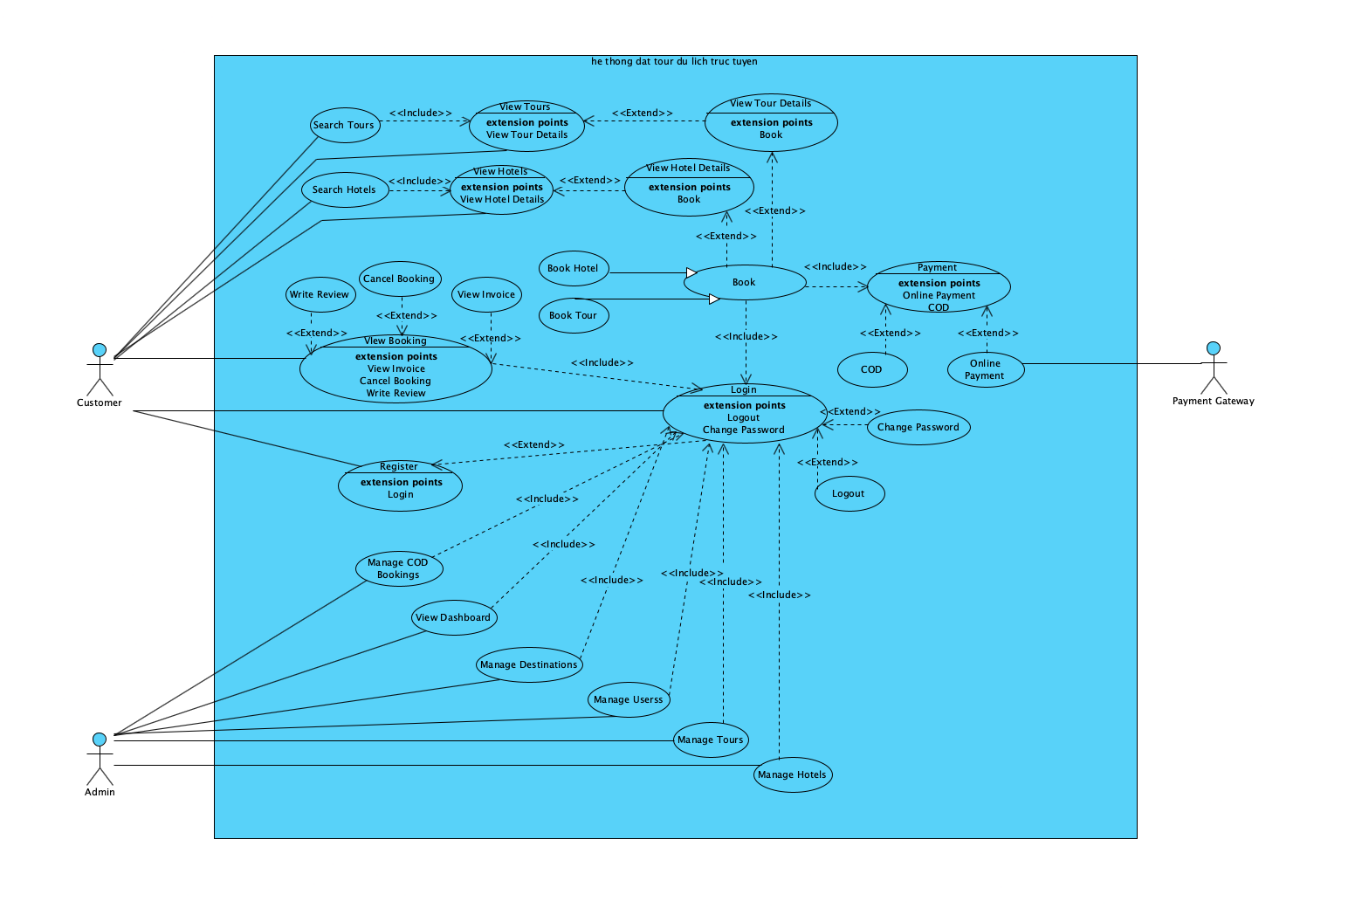 he thong dat tour du lich truc tuyen
View Tours
extension points
View Tour Details
<<Include>>
Search Tours
<<Extend>>
View Tour Details
extension points
Book
View Hotels
extension points
View Hotel Details
<<Include>>
Search Hotels
<<Extend>>
View Hotel Details
extension points
Book
<<Extend>>
<<Extend>>
Book Hotel
Book Tour
Book
<<Include>>
Payment
extension points
Online Payment
COD
Write Review
Cancel Booking
View Invoice
<<Extend>>
<<Extend>>
<<Extend>>
VIew Booking
extension points
View Invoice
Cancel Booking
Write Review
<<Include>>
<<Include>>
<<Extend>>
<<Extend>>
COD
Online
Payment
Customer
Payment Gateway
Login
extension points
Logout
Change Password
<<Extend>>
Change Password
<<Extend>>
Logout
<<Extend>>
Register
extension points
Login
<<Include>>
<<Include>>
<<Include>>
<<Include>>
<<Include>>
<<Include>>
Manage COD
Bookings
View Dashboard
Manage Destinations
Manage Userss
Manage Tours
Manage Hotels
Admin